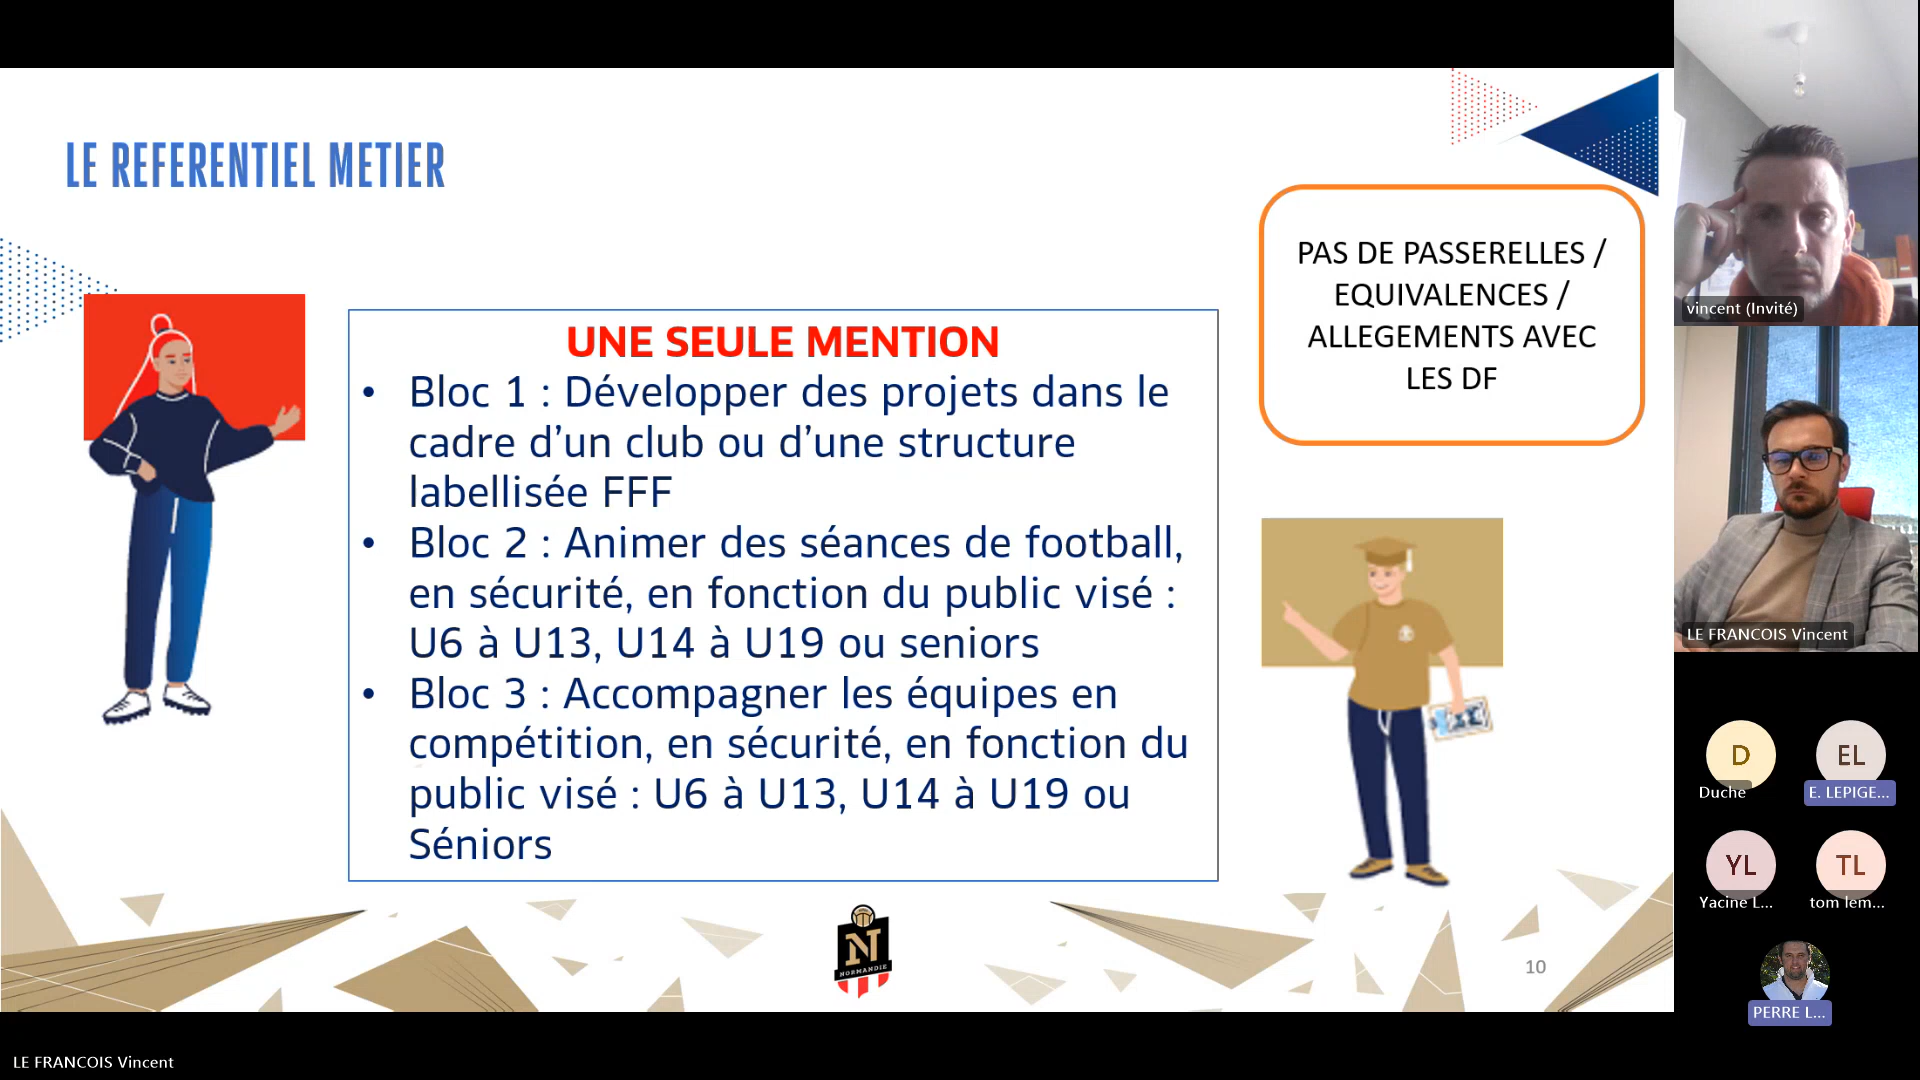 LE REFERENTIEL METIER
PAS DE PASSERELLES /
EQUIVALENCES /
ALLEGEMENTS AVEC
LES DF
UNE SEULE MENTION
• Bloc 1 : Développer des projets dans le
cadre d’un club ou d’une structure
labellisée FFF
• Bloc 2 : Animer des séances de football,
en sécurité, en fonction du public visé :
U6 à U13, U14 à U19 ou seniors
• Bloc 3 : Accompagner les équipes en
compétition, en sécurité, en fonction du
public visé : U6 à U13, U14 à U19 ou
Séniors
N
NORMANDIE
10
vincent (Invité)
LE FRANCOIS Vincent
D
Duche
EL
E. LEPIGE...
YL
Yacine L...
TL
tom lem...
PERRE L...
LE FRANCOIS Vincent